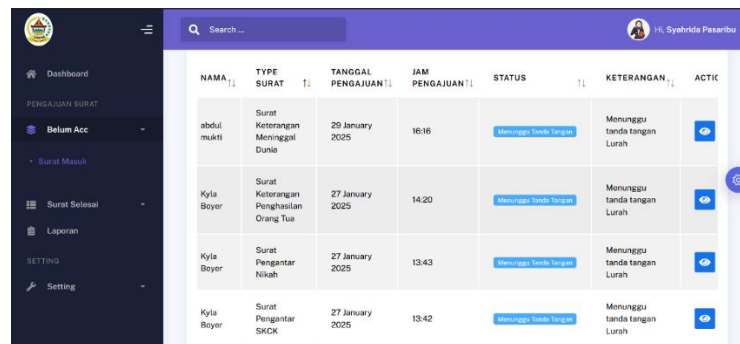 Search ...
Hi, Syahrida Pasaribu
Dashboard
PENGAJUAN SURAT
Belum Acc
Surat Masuk
Surat Selesai
Laporan
SETTING
Setting
NAMA
TYPE
SURAT
TANGGAL
PENGAJUAN
JAM
PENGAJUAN
STATUS
KETERANGAN
ACTIC
abdul
mukti
Surat
Keterangan
Meninggal
Dunia
29 January
2025
16:16
Menunggu Tanda Tangan
Menunggu
tanda tangan
Lurah
Kyla
Boyer
Surat
Keterangan
Penghasilan
Orang Tua
27 January
2025
14:20
Menunggu Tanda Tangan
Menunggu
tanda tangan
Lurah
Kyla
Boyer
Surat
Pengantar
Nikah
27 January
2025
13:43
Menunggu Tanda Tangan
Menunggu
tanda tangan
Lurah
Kyla
Boyer
Surat
Pengantar
SKCK
27 January
2025
13:42
Menunggu Tanda Tangan
Menunggu
tanda tangan
Lurah